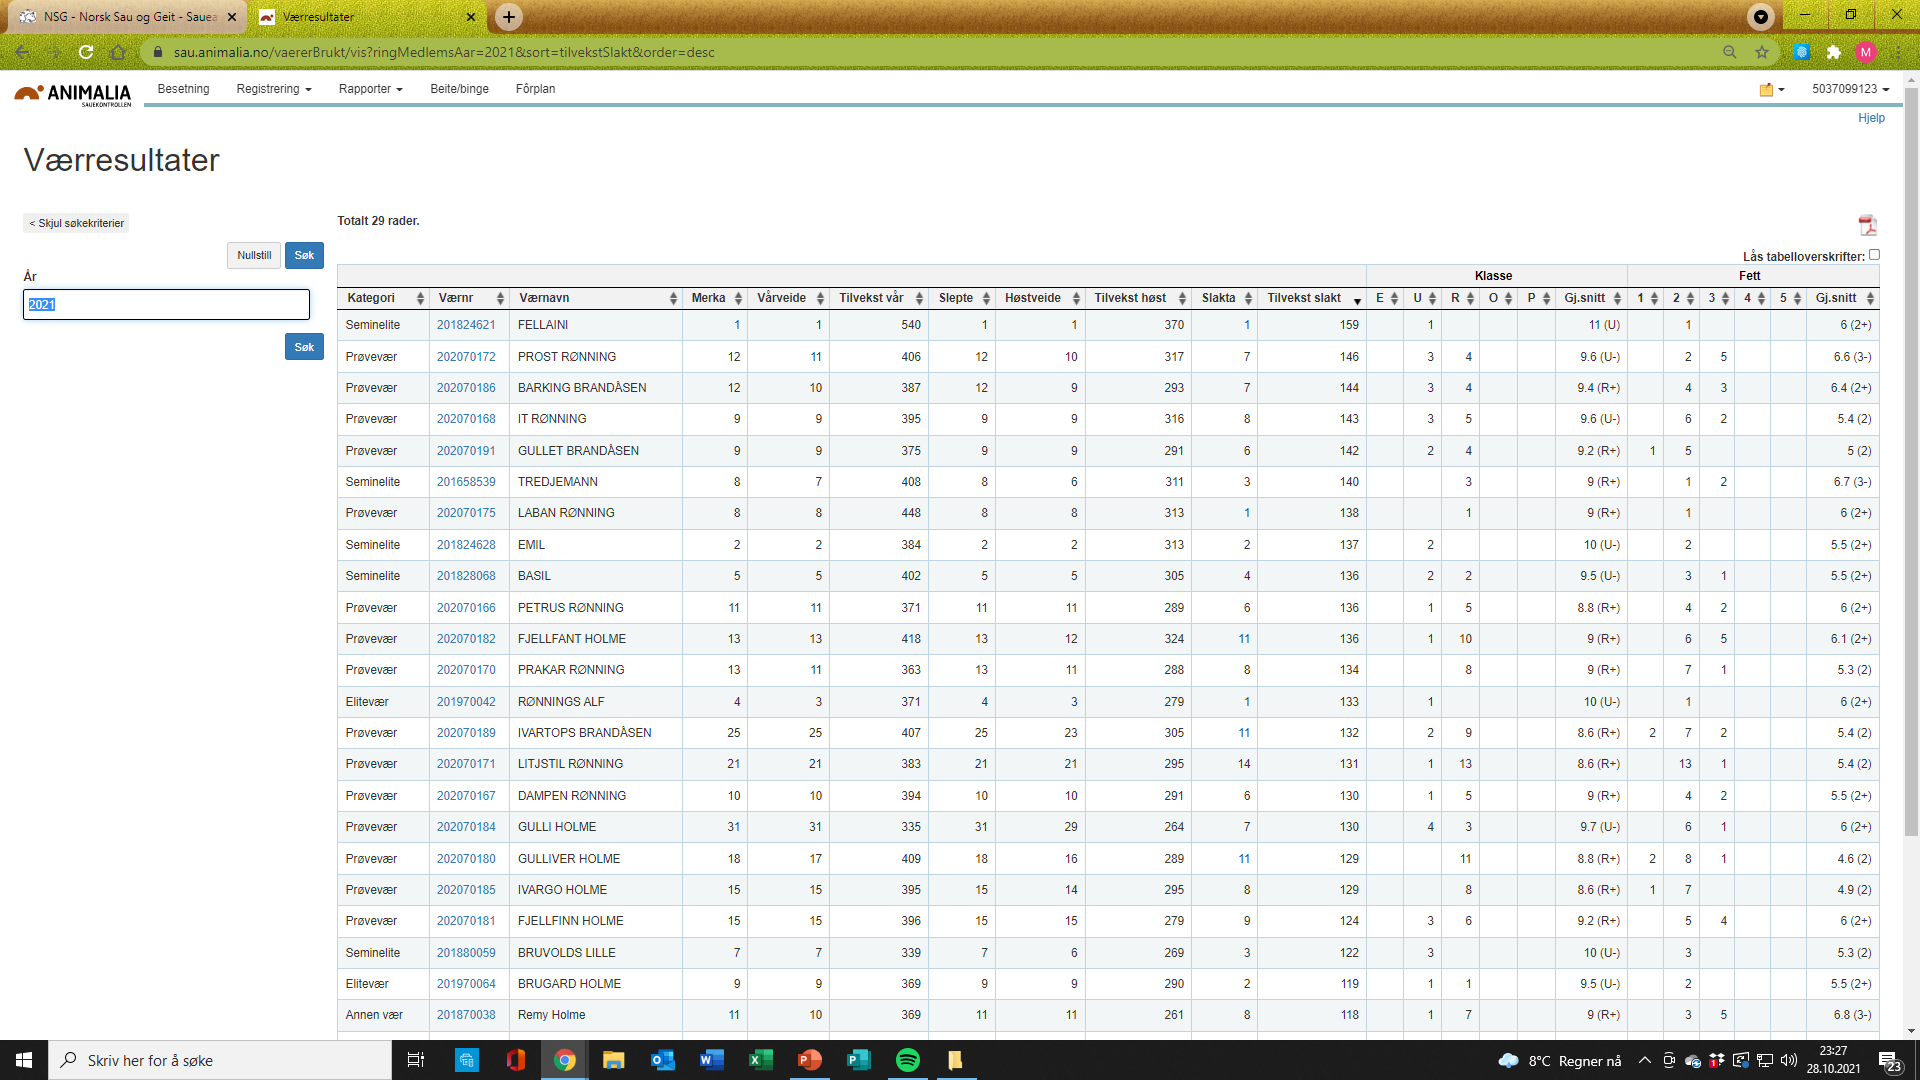 NSG - Norsk Sau og Geit - Saueа
Værresultater
sau.animalia.no/vaererBrukt/vis?ringMedlemsAar=2021&sort=tilvekstSlakt&order=desc
M
ANIMALIA
SAUEKONTROLLEN
Besetning Registrering Rapporter Beite/binge Fôrplan 5037099123
Hjelp
Værresultater
< Skjul søkekriterier
Totalt 29 rader.
Nullstill Søk
Lås tabelloverskrifter:
År
2021
Søk
Klasse Fett
Kategori Værnr Værnavn Merka Vårveide Tilvekst vår Slepte Høstveide Tilvekst høst Slakta Tilvekst slakt E U R O P Gj.snitt 1 2 3 4 5 Gj.snitt
Seminelite 201824621 FELLAINI 1 1 540 1 1 370 1 159 1 11 (U) 1 6 (2+)
Prøvevær 202070172 PROST RØNNING 12 11 406 12 10 317 7 146 3 4 9.6 (U-) 2 5 6.6 (3-)
Prøvevær 202070186 BARKING BRANDÅSEN 12 10 387 12 9 293 7 144 3 4 9.4 (R+) 4 3 6.4 (2+)
Prøvevær 202070168 IT RØNNING 9 9 395 9 9 316 8 143 3 5 9.6 (U-) 6 2 5.4 (2)
Prøvevær 202070191 GULLET BRANDÅSEN 9 9 375 9 9 291 6 142 2 4 9.2 (R+) 1 5 5 (2)
Seminelite 201658539 TREDJEMANN 8 7 408 8 6 311 3 140 3 9 (R+) 1 2 6.7 (3-)
Prøvevær 202070175 LABAN RØNNING 8 8 448 8 8 313 1 138 1 9 (R+) 1 6 (2+)
Seminelite 201824628 EMIL 2 2 384 2 2 313 2 137 2 10 (U-) 2 5.5 (2+)
Seminelite 201828068 BASIL 5 5 402 5 5 305 4 136 2 2 9.5 (U-) 3 1 5.5 (2+)
Prøvevær 202070166 PETRUS RØNNING 11 11 371 11 11 289 6 136 1 5 8.8 (R+) 4 2 6 (2+)
Prøvevær 202070182 FJELLFANT HOLME 13 13 418 13 12 324 11 136 1 10 9 (R+) 6 5 6.1 (2+)
Prøvevær 202070170 PRAKAR RØNNING 13 11 363 13 11 288 8 134 8 9 (R+) 7 1 5.3 (2)
Elitevær 201970042 RØNNINGS ALF 4 3 371 4 3 279 1 133 1 10 (U-) 1 6 (2+)
Prøvevær 202070189 IVARTOPS BRANDÅSEN 25 25 407 25 23 305 11 132 2 9 8.6 (R+) 2 7 2 5.4 (2)
Prøvevær 202070171 LITJSTIL RØNNING 21 21 383 21 21 295 14 131 1 13 8.6 (R+) 13 1 5.4 (2)
Prøvevær 202070167 DAMPEN RØNNING 10 10 394 10 10 291 6 130 1 5 9 (R+) 4 2 5.5 (2+)
Prøvevær 202070184 GULLI HOLME 31 31 335 31 29 264 7 130 4 3 9.7 (U-) 6 1 6 (2+)
Prøvevær 202070180 GULLIVER HOLME 18 17 409 18 16 289 11 129 11 8.8 (R+) 2 8 1 4.6 (2)
Prøvevær 202070185 IVARGO HOLME 15 15 395 15 14 295 8 129 8 8.6 (R+) 1 7 4.9 (2)
Prøvevær 202070181 FJELLFINN HOLME 15 15 396 15 15 279 9 124 3 6 9.2 (R+) 5 4 6 (2+)
Seminelite 201880059 BRUVOLDS LILLE 7 7 339 7 6 269 3 122 3 10 (U-) 3 5.3 (2)
Elitevær 201970064 BRUGARD HOLME 9 9 369 9 9 290 2 119 1 1 9.5 (U-) 2 5.5 (2+)
Annen vær 201870038 Remy Holme 11 10 369 11 11 261 8 118 1 7 9 (R+) 3 5 6.8 (3-)
Skriv her for å søke
8°C Regner nå
23:27
28.10.2021
23